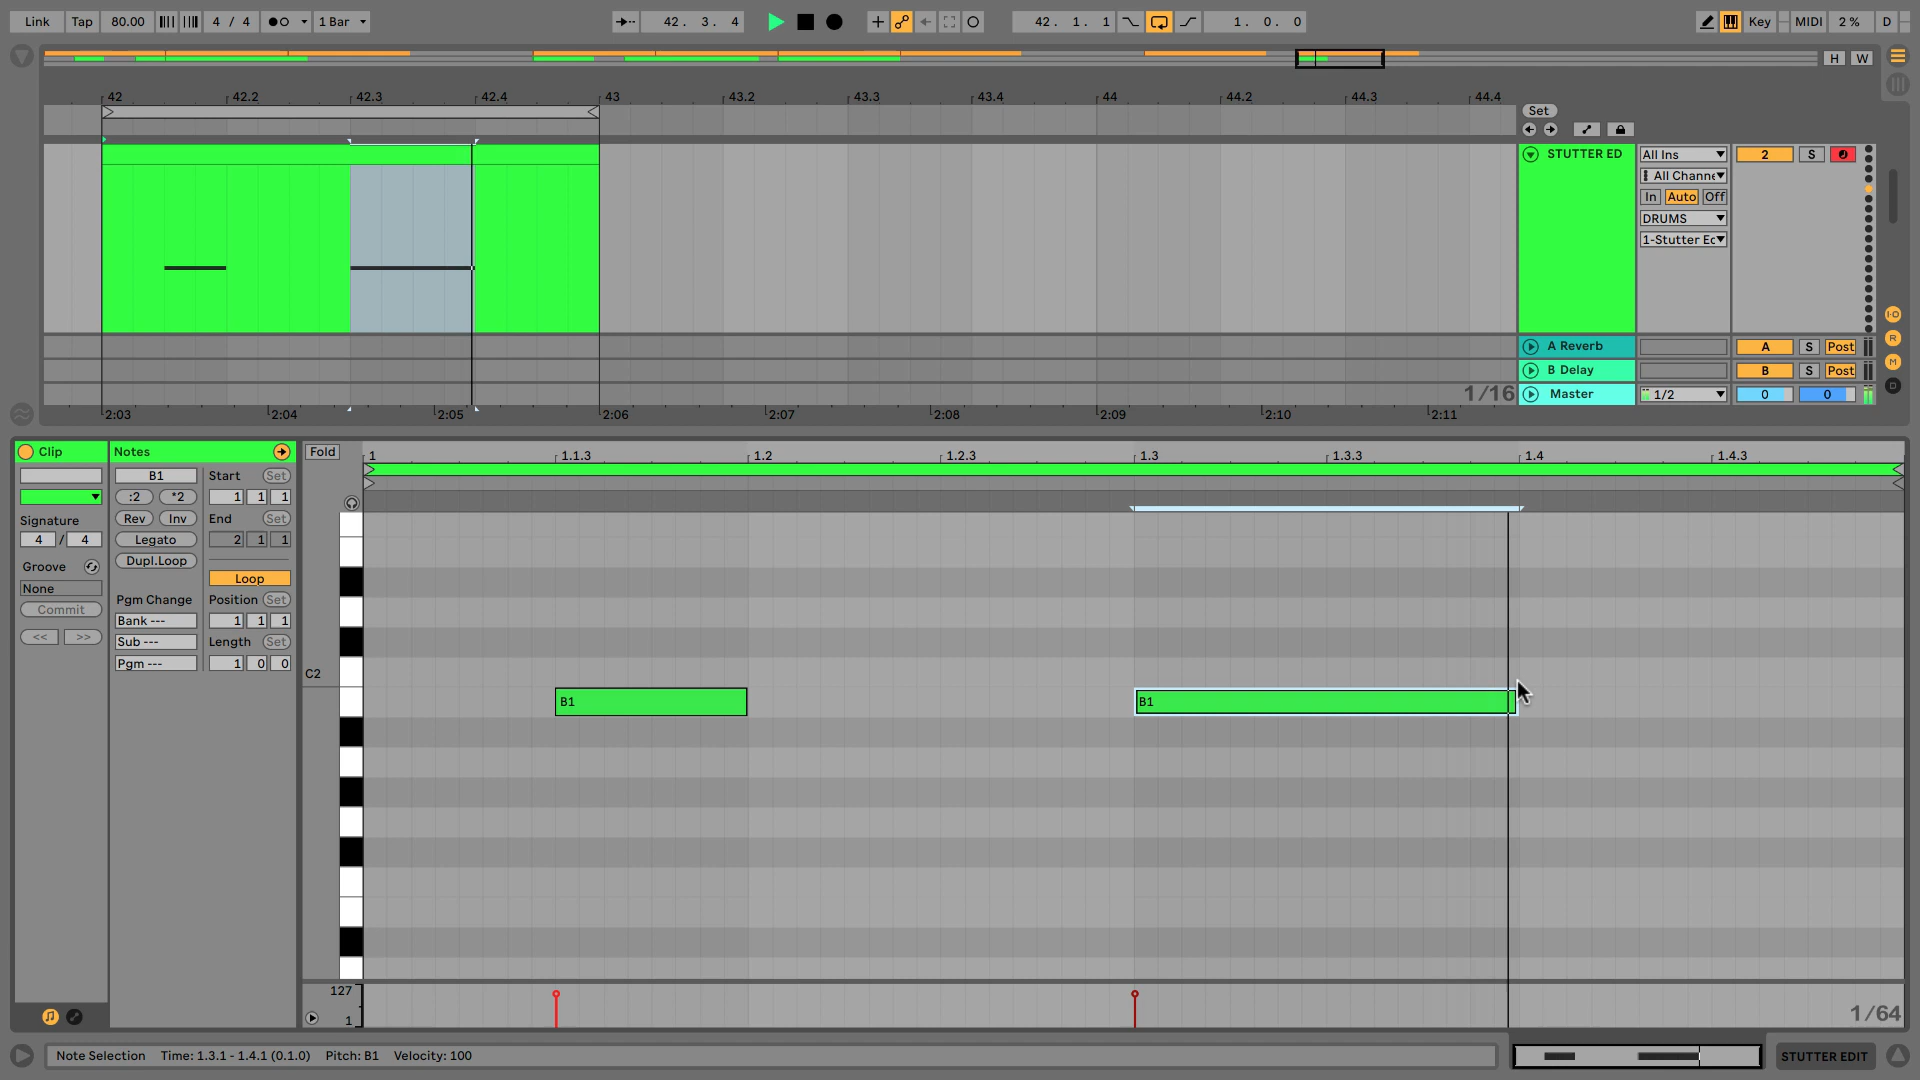 Link Tap 80.00 4 / 4 1 Bar 42. 3. 4 42. 1. 1 1. 0. 0 Key MIDI 2 % D
H W
42 42.2 42.3 42.4 43 43.2 43.3 43.4 44 44.2 44.3 44.4
Set
STUTTER ED All Ins 2 S
All Channe
In Auto Off
DRUMS
1-Stutter Ec
A Reverb A S Post
B Delay B S Post
1/16 Master 1/2 0 0
2:03 2:04 2:05 2:06 2:07 2:08 2:09 2:10 2:11
I·O
R
M
D
Clip Notes Fold 1 1.1.3 1.2 1.2.3 1.3 1.3.3 1.4 1.4.3
B1 Start Set
:2 *2 1 1 1
Signature Rev Inv End Set
4 / 4 Legato 2 1 1
Groove Dupl.Loop
None Loop
Commit Pgm Change Position Set
Bank --- 1 1 1
<< >> Sub --- Length Set
Pgm --- 1 0 0
C2
B1 B1
127
1
1/64
Note Selection Time: 1.3.1 - 1.4.1 (0.1.0) Pitch: B1 Velocity: 100 STUTTER EDIT